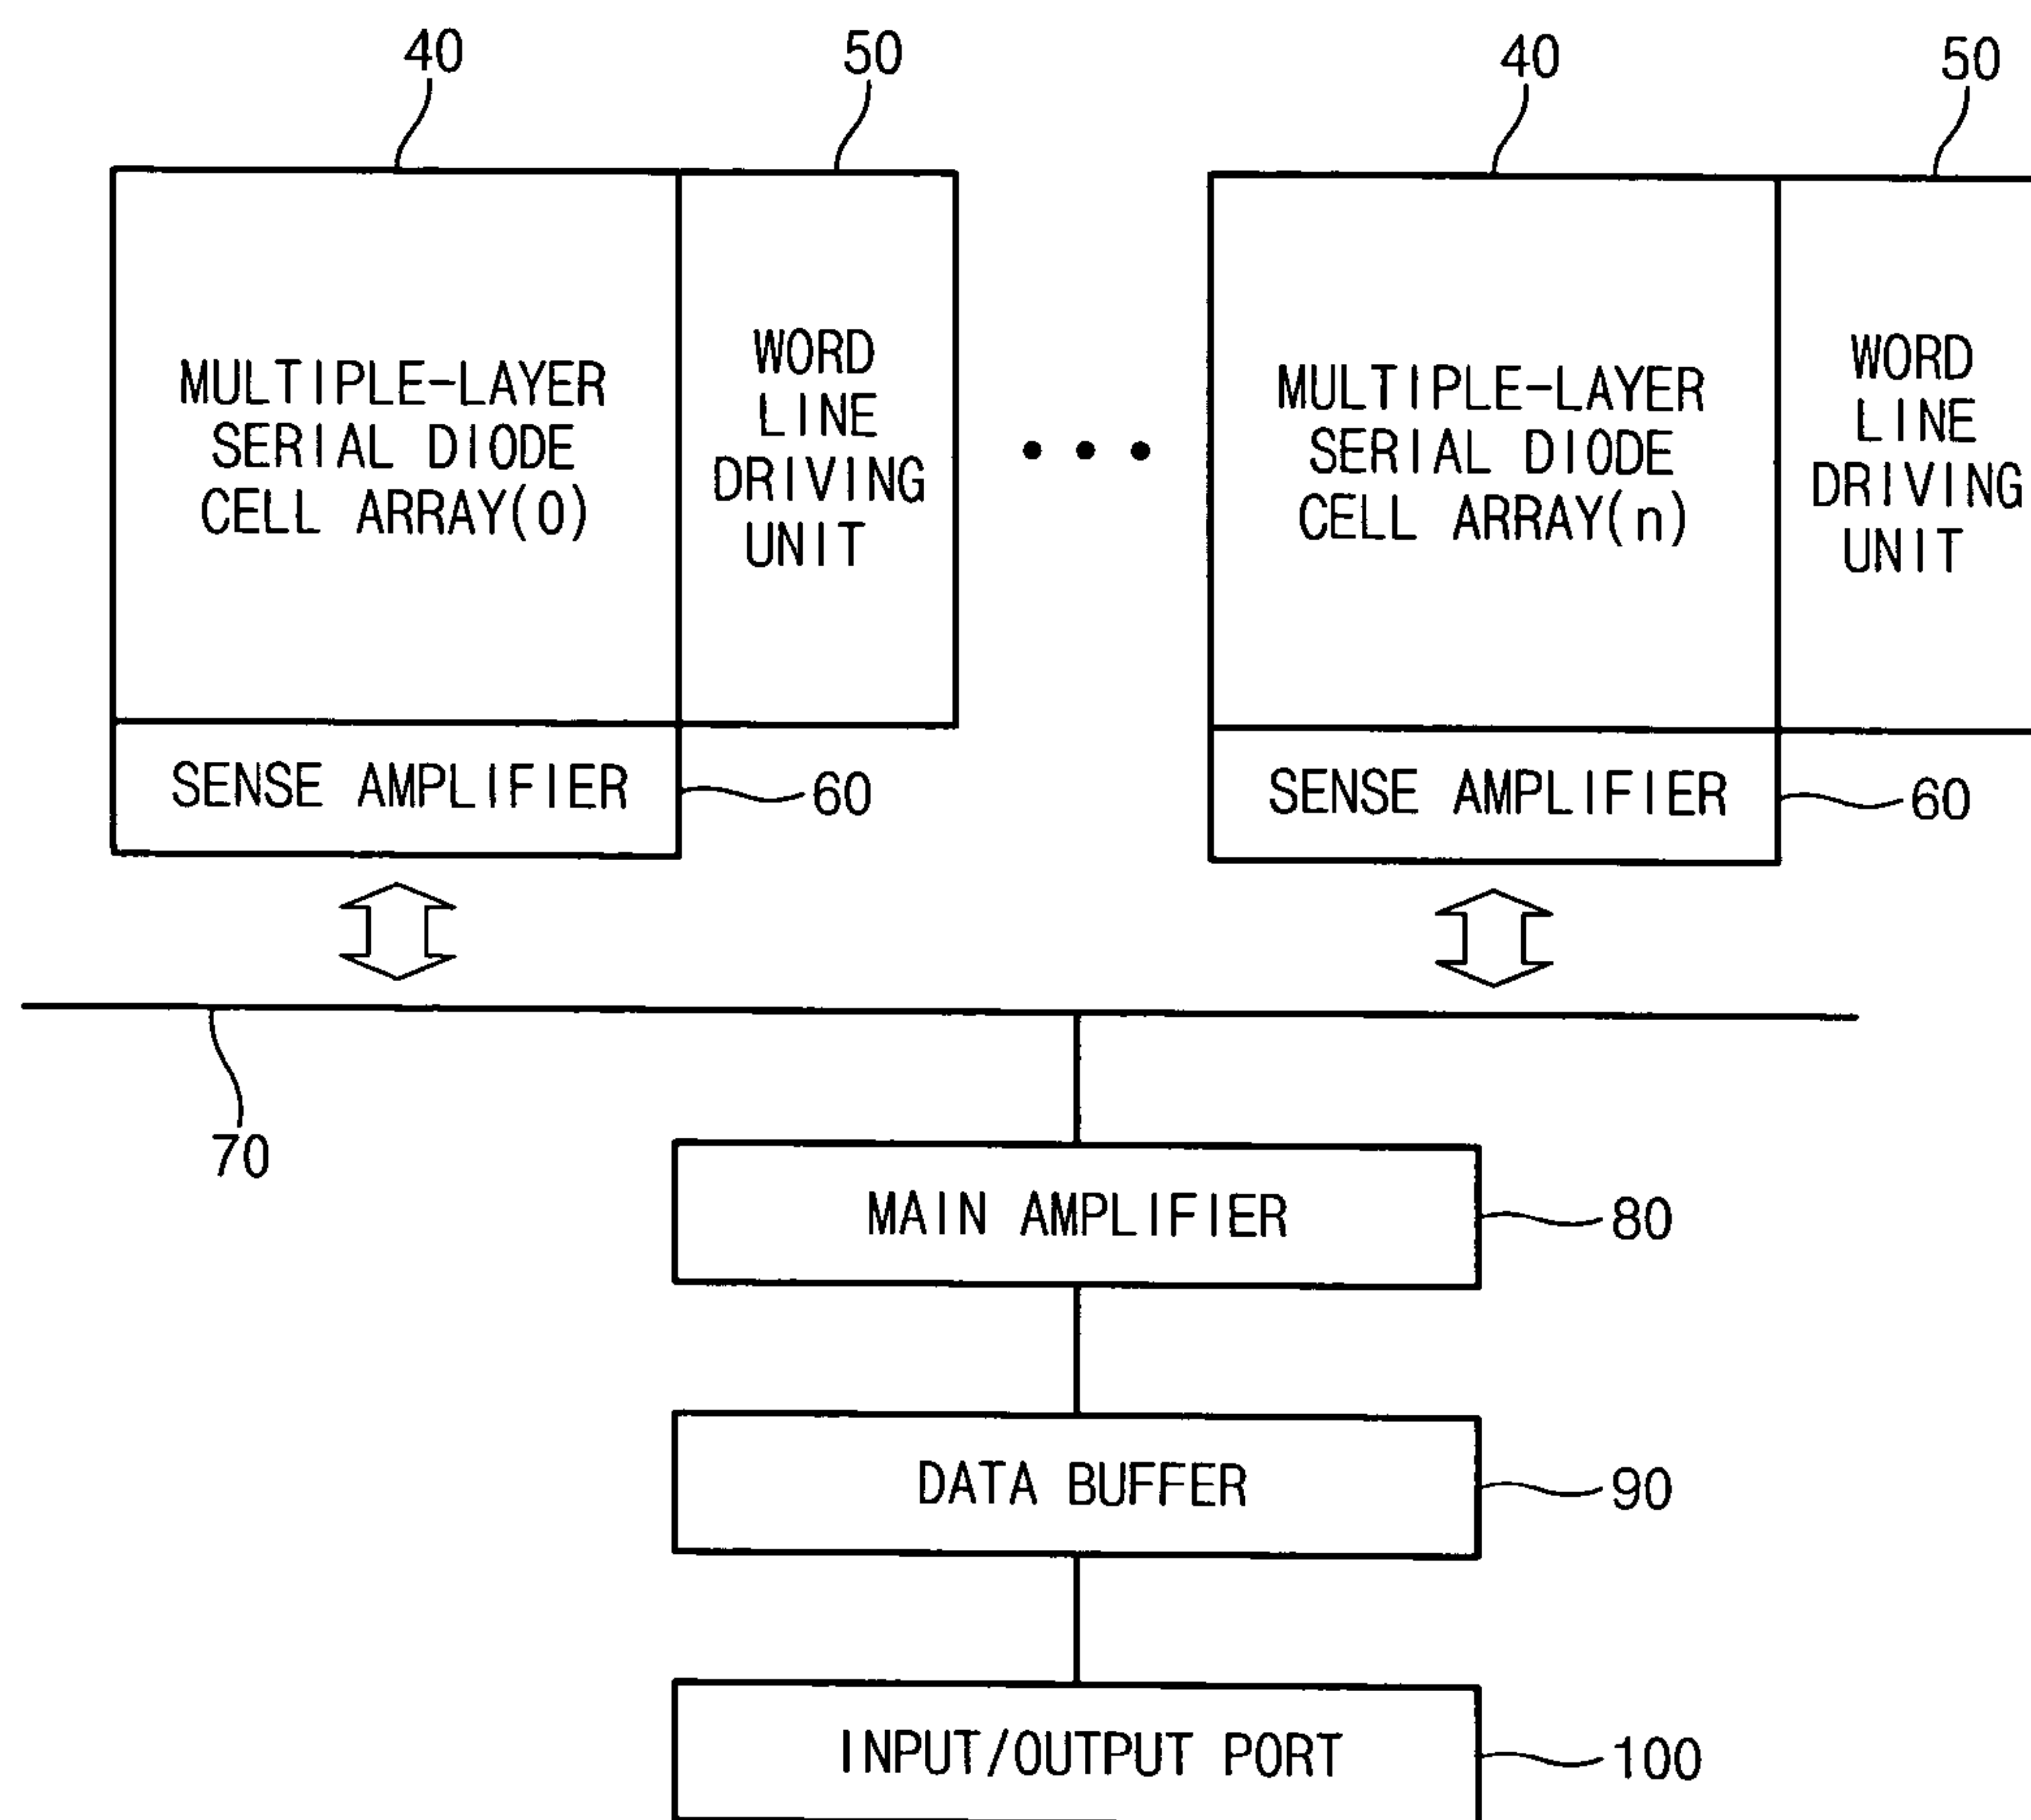 40
50
40
50
MULTIPLE-LAYER
SERIAL DIODE
CELL ARRAY(0)
WORD
LINE
DRIVING
UNIT
MULTIPLE-LAYER
SERIAL DIODE
CELL ARRAY(n)
WORD
LINE
DRIVING
UNIT
SENSE AMPLIFIER
60
SENSE AMPLIFIER
60
70
MAIN AMPLIFIER
80
DATA BUFFER
90
INPUT/OUTPUT PORT
100